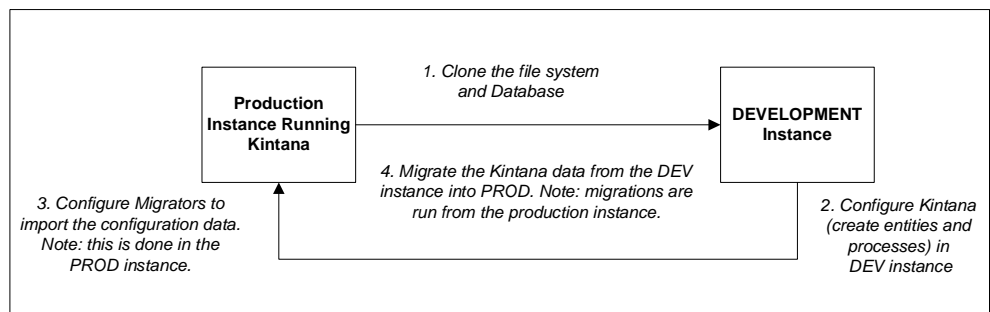 1. Clone the file system
and Database
Production
Instance Running
Kintana
DEVELOPMENT
Instance
4. Migrate the Kintana data from the DEV
instance into PROD. Note: migrations are
run from the production instance.
3. Configure Migrators to
import the configuration data.
Note: this is done in the
PROD instance.
2. Configure Kintana
(create entities and
processes) in
DEV instance